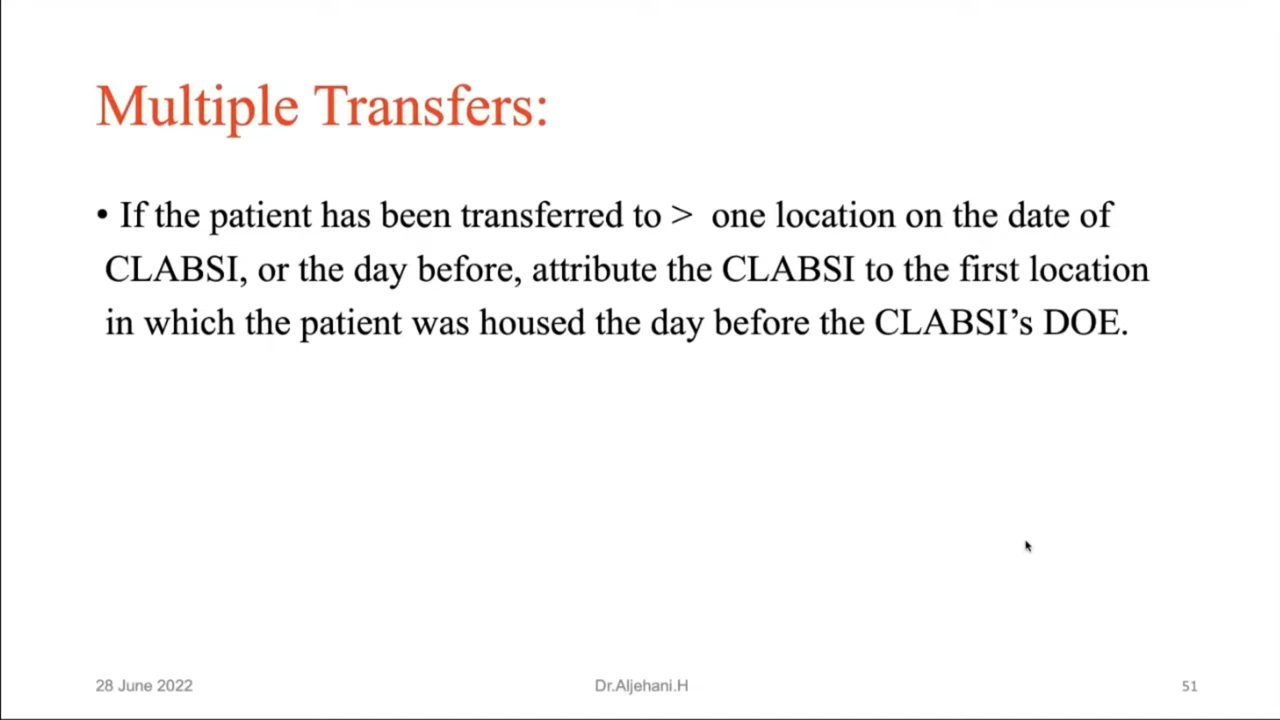 Multiple Transfers:
• If the patient has been transferred to > one location on the date of
CLABSI, or the day before, attribute the CLABSI to the first location
in which the patient was housed the day before the CLABSI’s DOE.
28 June 2022
Dr.Aljehani.H
51